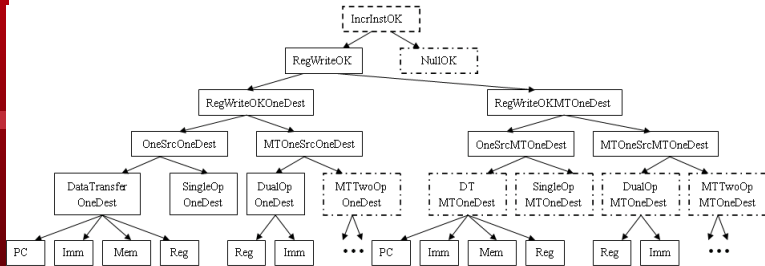 IncrInstOK
RegWriteOK
NullOK
RegWriteOKOneDest
RegWriteOKMTOneDest
OneSrcOneDest
MTOneSrcOneDest
OneSrcMTOneDest
MTOneSrcMTOneDest
DataTransfer
OneDest
SingleOp
OneDest
DualOp
OneDest
MTTwoOp
OneDest
DT
MTOneDest
SingleOp
MTOneDest
DualOp
MTOneDest
MTTwoOp
MTOneDest
PC
Imm
Mem
Reg
Reg
Imm
•••
PC
Imm
Mem
Reg
Reg
Imm
•••